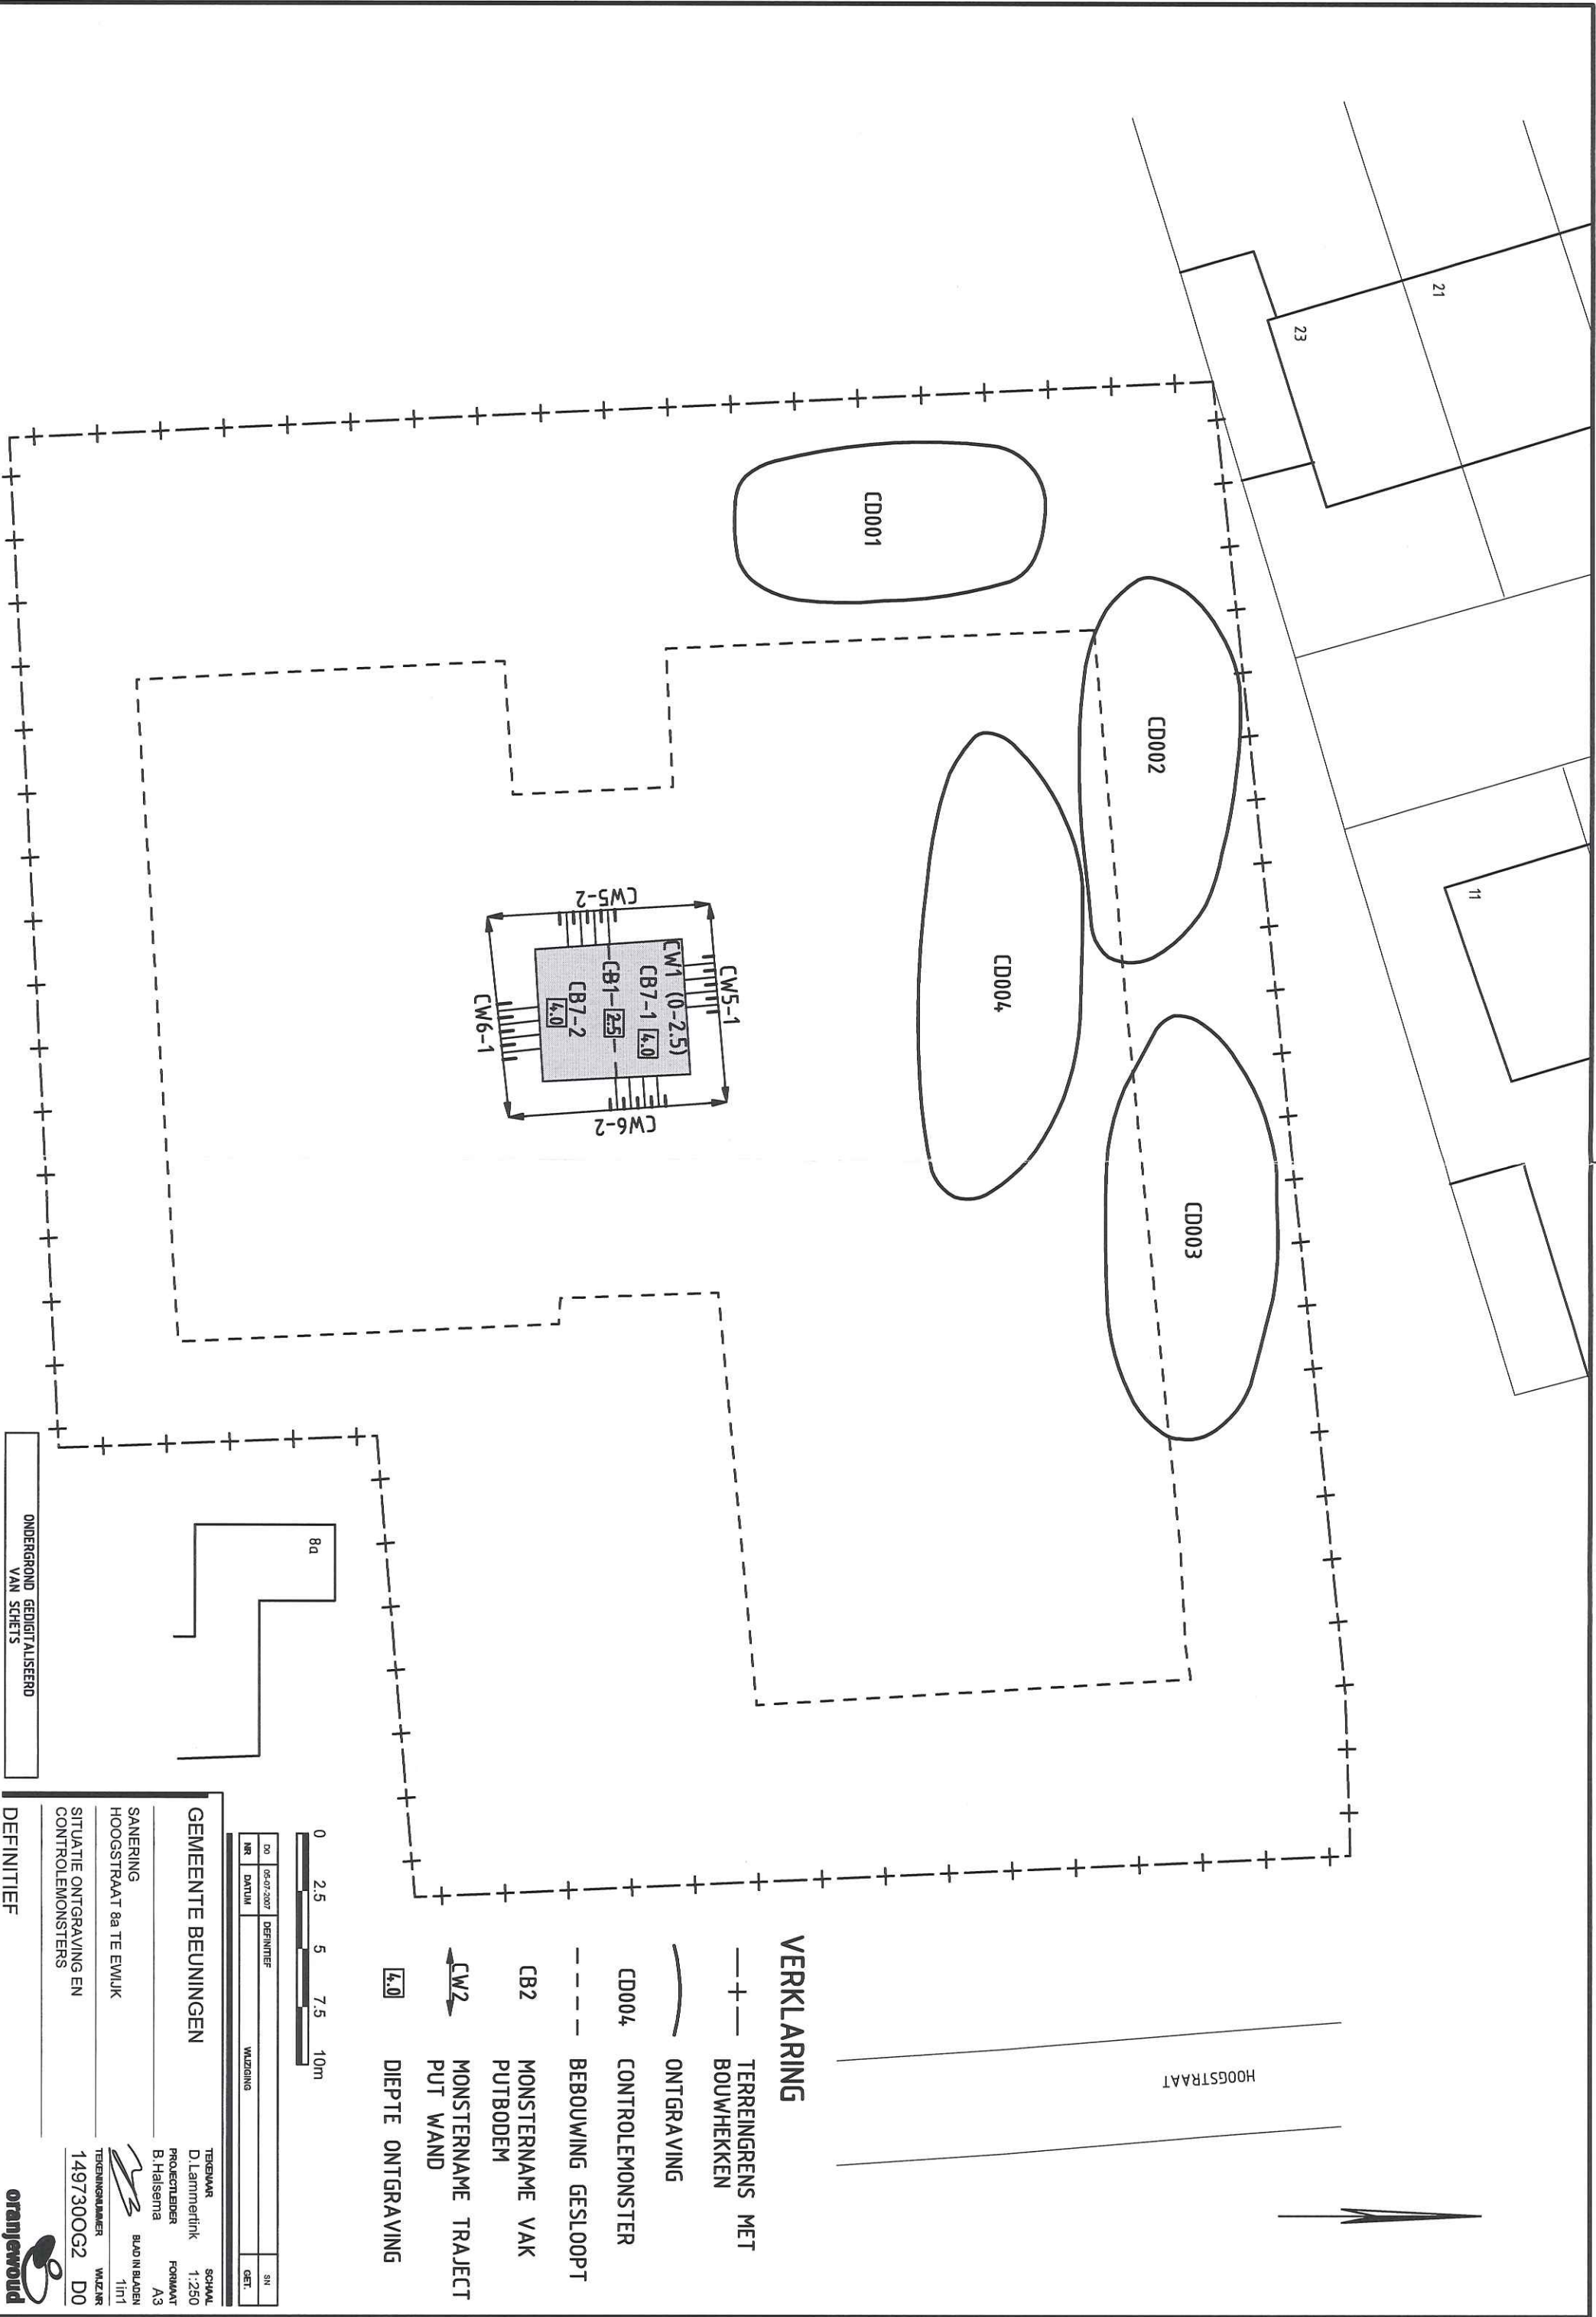 21
23
11
CD001
CD002
CD003
CD004
CW5-1
CW5-2
CW1 (0-2.5)
CB7-1 4.0
CB1 2.5
CB7-2
4.0
CW6-1
CW6-2
8a
HOOGSTRAAT
VERKLARING
TERREINGRENS MET
BOUWHEKKEN
ONTGRAVING
CD004 CONTROLEMONSTER
BEBOUWING GESLOOPT
CB2 MONSTERNAME VAK
PUTBODEM
CW2 MONSTERNAME TRAJECT
PUT WAND
4.0 DIEPTE ONTGRAVING
0 2.5 5 7.5 10m
D0 05-07-2007 DEFINITIEF SN
NR DATUM WIJZIGING GET.
GEMEENTE BEUNINGEN
SANERING
HOOGSTRAAT 8a TE EWIJK
SITUATIE ONTGRAVING EN
CONTROLEMONSTERS
DEFINITIEF
TEKENAAR SCHAAL
D.Lammertink 1:250
PROJECTLEIDER FORMAAT
B.Halsema A3
BLAD IN BLADEN
1in1
TEKENINGNUMMER WIJZ.NR
149730OG2 D0
oranjewoud
ONDERGROND GEDIGITALISEERD
VAN SCHETS